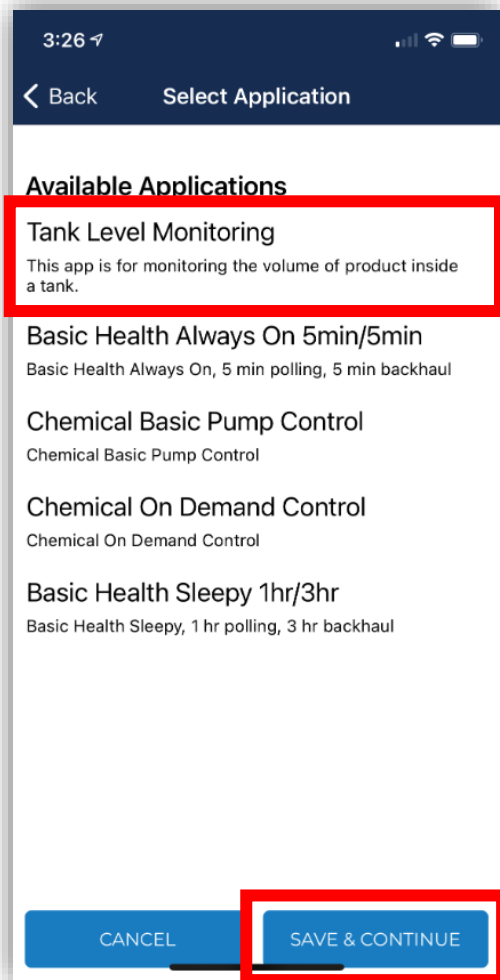 3:26
Back Select Application
Available Applications
Tank Level Monitoring
This app is for monitoring the volume of product inside
a tank.
Basic Health Always On 5min/5min
Basic Health Always On, 5 min polling, 5 min backhaul
Chemical Basic Pump Control
Chemical Basic Pump Control
Chemical On Demand Control
Chemical On Demand Control
Basic Health Sleepy 1hr/3hr
Basic Health Sleepy, 1 hr polling, 3 hr backhaul
CANCEL SAVE & CONTINUE